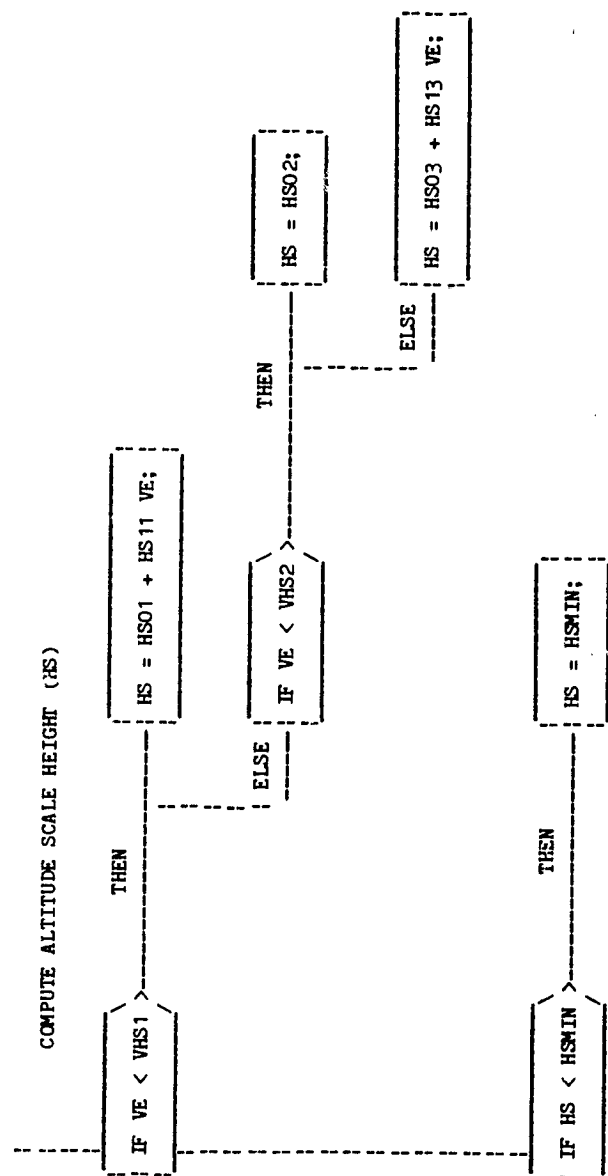 COMPUTE ALTITUDE SCALE HEIGHT (HS)
IF VE < VHS1
THEN
HS = HS01 + HS11 VE;
ELSE
IF VE < VHS2
THEN
HS = HS02;
ELSE
HS = HS03 + HS13 VE;
IF HS < HSMIN
THEN
HS = HSMIN;